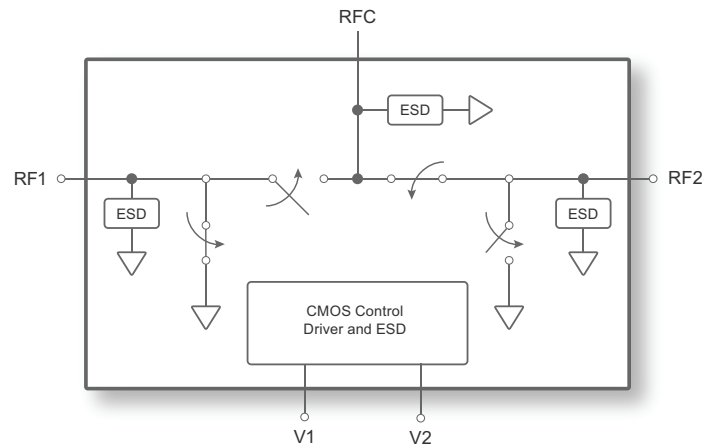 RFC
ESD
RF1
RF2
ESD
ESD
CMOS Control
Driver and ESD
V1
V2